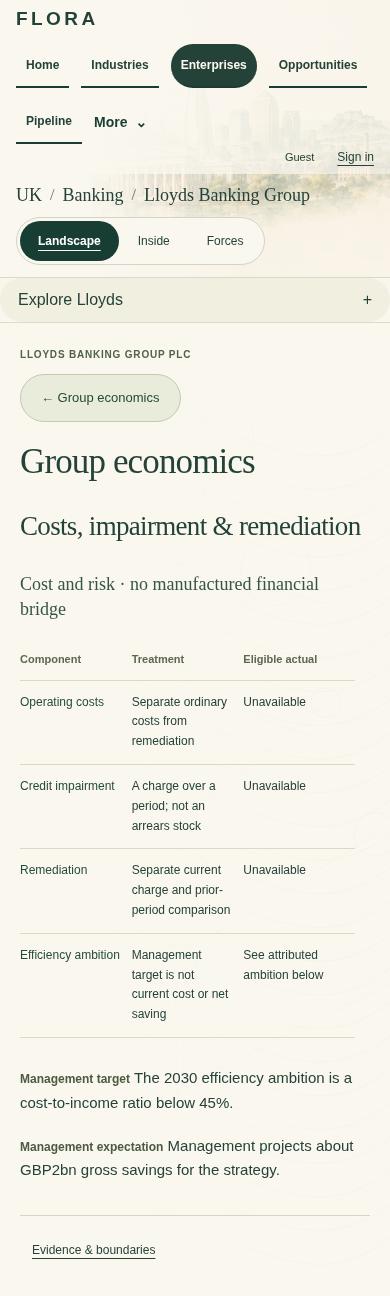 FLORA
Home Industries Enterprises Opportunities
Pipeline More ⌄
Guest Sign in
UK / Banking / Lloyds Banking Group
Landscape Inside Forces
Explore Lloyds +
LLOYDS BANKING GROUP PLC
← Group economics
Group economics
Costs, impairment & remediation
Cost and risk · no manufactured financial
bridge
Component Treatment Eligible actual
Operating costs Separate ordinary Unavailable
costs from
remediation
Credit impairment A charge over a Unavailable
period; not an
arrears stock
Remediation Separate current Unavailable
charge and prior-
period comparison
Efficiency ambition Management See attributed
target is not ambition below
current cost or net
saving
Management target The 2030 efficiency ambition is a
cost-to-income ratio below 45%.
Management expectation Management projects about
GBP2bn gross savings for the strategy.
Evidence & boundaries